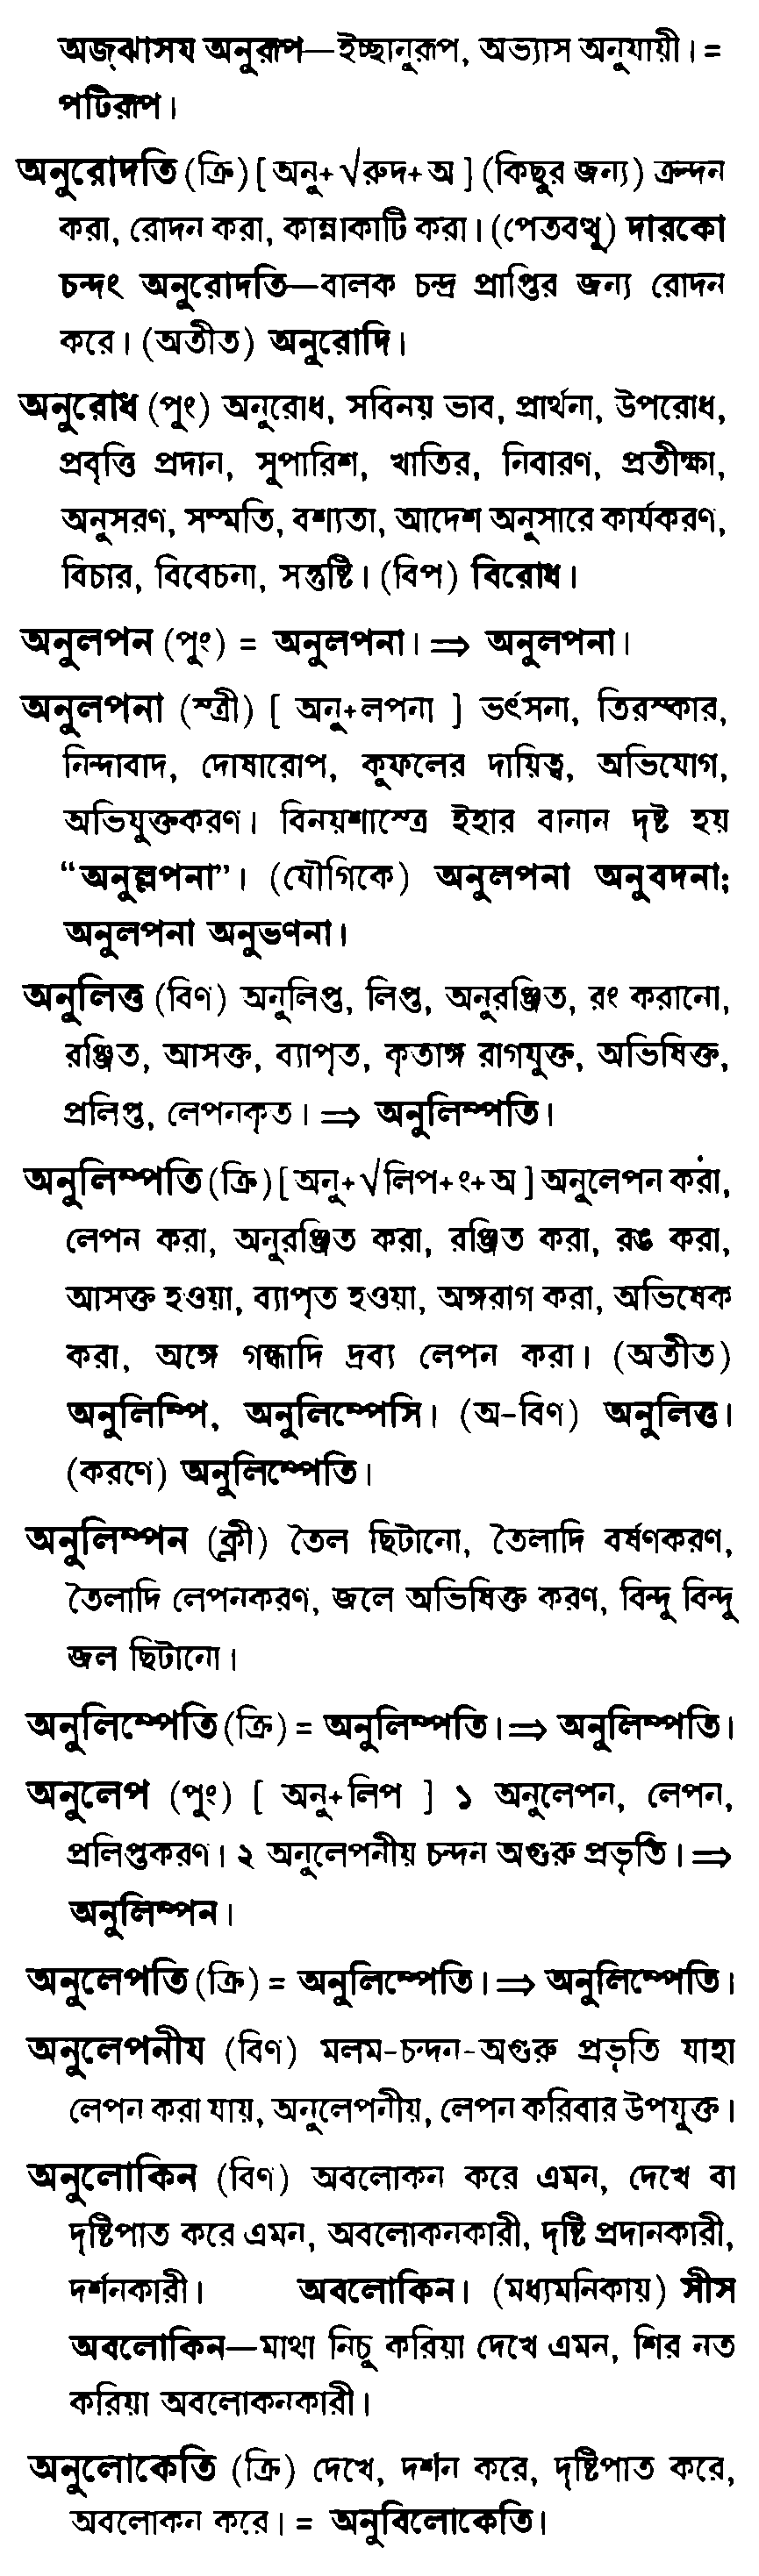 অজ্ঝাসয অনুরূপ—ইচ্ছানুরূপ, অভ্যাস অনুযায়ী। =
পটিরূপ।
অনুরোদতি (ক্রি) [ অনু+√রুদ+অ ] (কিছুর জন্য) ক্রন্দন
করা, রোদন করা, কান্নাকাটি করা। (পেতবত্থু) দারকো
চন্দং অনুরোদতি—বালক চন্দ্র প্রাপ্তির জন্য রোদন
করে। (অতীত) অনুরোদি।
অনুরোধ (পুং) অনুরোধ, সবিনয় ভাব, প্রার্থনা, উপরোধ,
প্রবৃত্তি প্রদান, সুপারিশ, খাতির, নিবারণ, প্রতীক্ষা,
অনুসরণ, সম্মতি, বশ্যতা, আদেশ অনুসারে কার্যকরণ,
বিচার, বিবেচনা, সন্তুষ্টি। (বিপ) বিরোধ।
অনুলপন (পুং) = অনুলপনা। ⇒ অনুলপনা।
অনুলপনা (স্ত্রী) [ অনু+লপনা ] ভর্ৎসনা, তিরস্কার,
নিন্দাবাদ, দোষারোপ, কুফলের দায়িত্ব, অভিযোগ,
অভিযুক্তকরণ। বিনয়শাস্ত্রে ইহার বানান দৃষ্ট হয়
“অনুল্লপনা”। (যৌগিকে) অনুলপনা অনুবদনা;
অনুলপনা অনুভণনা।
অনুলিত্ত (বিণ) অনুলিপ্ত, লিপ্ত, অনুরঞ্জিত, রং করানো,
রঞ্জিত, আসক্ত, ব্যাপৃত, কৃতাঙ্গ রাগযুক্ত, অভিষিক্ত,
প্রলিপ্ত, লেপনকৃত। ⇒ অনুলিম্পতি।
অনুলিম্পতি (ক্রি) [ অনু+√লিপ+ং+অ ] অনুলেপন করা,
লেপন করা, অনুরঞ্জিত করা, রঞ্জিত করা, রঙ করা,
আসক্ত হওয়া, ব্যাপৃত হওয়া, অঙ্গরাগ করা, অভিষেক
করা, অঙ্গে গন্ধাদি দ্রব্য লেপন করা। (অতীত)
অনুলিম্পি, অনুলিম্পেসি। (অ-বিণ) অনুলিত্ত।
(করণে) অনুলিম্পেতি।
অনুলিম্পন (ক্লী) তৈল ছিটানো, তৈলাদি বর্ষণকরণ,
তৈলাদি লেপনকরণ, জলে অভিষিক্ত করণ, বিন্দু বিন্দু
জল ছিটানো।
অনুলিম্পেতি (ক্রি) = অনুলিম্পতি। ⇒ অনুলিম্পতি।
অনুলেপ (পুং) [ অনু+লিপ ] ১ অনুলেপন, লেপন,
প্রলিপ্তকরণ। ২ অনুলেপনীয় চন্দন অগুরু প্রভৃতি। ⇒
অনুলিম্পন।
অনুলেপতি (ক্রি) = অনুলিম্পেতি। ⇒ অনুলিম্পেতি।
অনুলেপনীয (বিণ) মলম-চন্দন-অগুরু প্রভৃতি যাহা
লেপন করা যায়, অনুলেপনীয়, লেপন করিবার উপযুক্ত।
অনুলোকিন (বিণ) অবলোকন করে এমন, দেখে বা
দৃষ্টিপাত করে এমন, অবলোকনকারী, দৃষ্টি প্রদানকারী,
দর্শনকারী। অবলোকিন। (মধ্যমনিকায়) সীস
অবলোকিন—মাথা নিচু করিয়া দেখে এমন, শির নত
করিয়া অবলোকনকারী।
অনুলোকেতি (ক্রি) দেখে, দর্শন করে, দৃষ্টিপাত করে,
অবলোকন করে। = অনুবিলোকেতি।